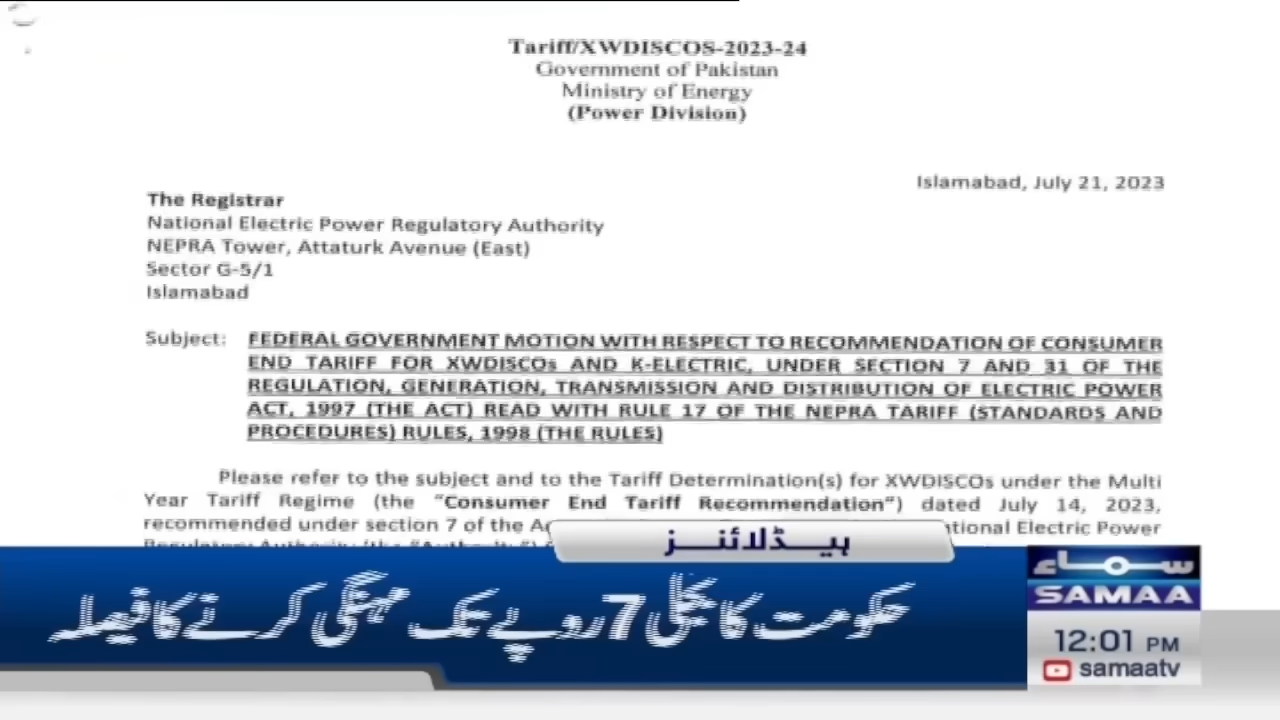 Tariff/XWDISCOS-2023-24
Government of Pakistan
Ministry of Energy
(Power Division)
Islamabad, July 21, 2023
The Registrar
National Electric Power Regulatory Authority
NEPRA Tower, Attaturk Avenue (East)
Sector G-5/1
Islamabad
Subject: FEDERAL GOVERNMENT MOTION WITH RESPECT TO RECOMMENDATION OF CONSUMER
END TARIFF FOR XWDISCOs AND K-ELECTRIC, UNDER SECTION 7 AND 31 OF THE
REGULATION, GENERATION, TRANSMISSION AND DISTRIBUTION OF ELECTRIC POWER
ACT, 1997 (THE ACT) READ WITH RULE 17 OF THE NEPRA TARIFF (STANDARDS AND
PROCEDURES) RULES, 1998 (THE RULES)
Please refer to the subject and to the Tariff Determination(s) for XWDISCOs under the Multi
Year Tariff Regime (the "Consumer End Tariff Recommendation") dated July 14, 2023,
recommended under section 7 of the Electric Power
ہیڈلائنز
حکومت کا بجلی 7 روپے تک مہنگی کرنے کا فیصلہ
سماء
SAMAA
12:01 PM
samaatv